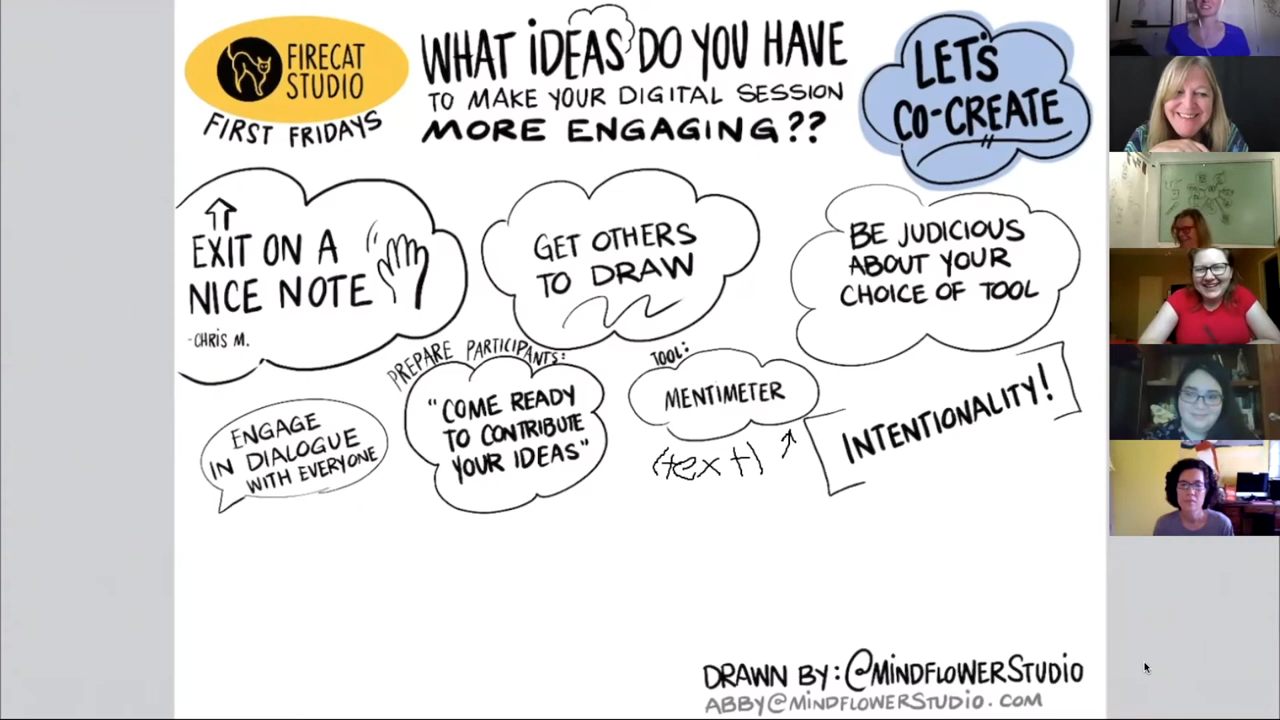 FIRECAT
STUDIO
FIRST FRIDAYS
WHAT IDEAS DO YOU HAVE
TO MAKE YOUR DIGITAL SESSION
MORE ENGAGING??
LET'S
CO-CREATE
EXIT ON A
NICE NOTE
-CHRIS M.
GET OTHERS
TO DRAW
BE JUDICIOUS
ABOUT YOUR
CHOICE OF TOOL
ENGAGE
IN DIALOGUE
WITH EVERYONE
PREPARE PARTICIPANTS:
"COME READY
TO CONTRIBUTE
YOUR IDEAS"
TOOL:
MENTIMETER
(text)
INTENTIONALITY!
DRAWN BY: @MINDFLOWERSTUDIO
ABBY@MINDFLOWERSTUDIO.COM